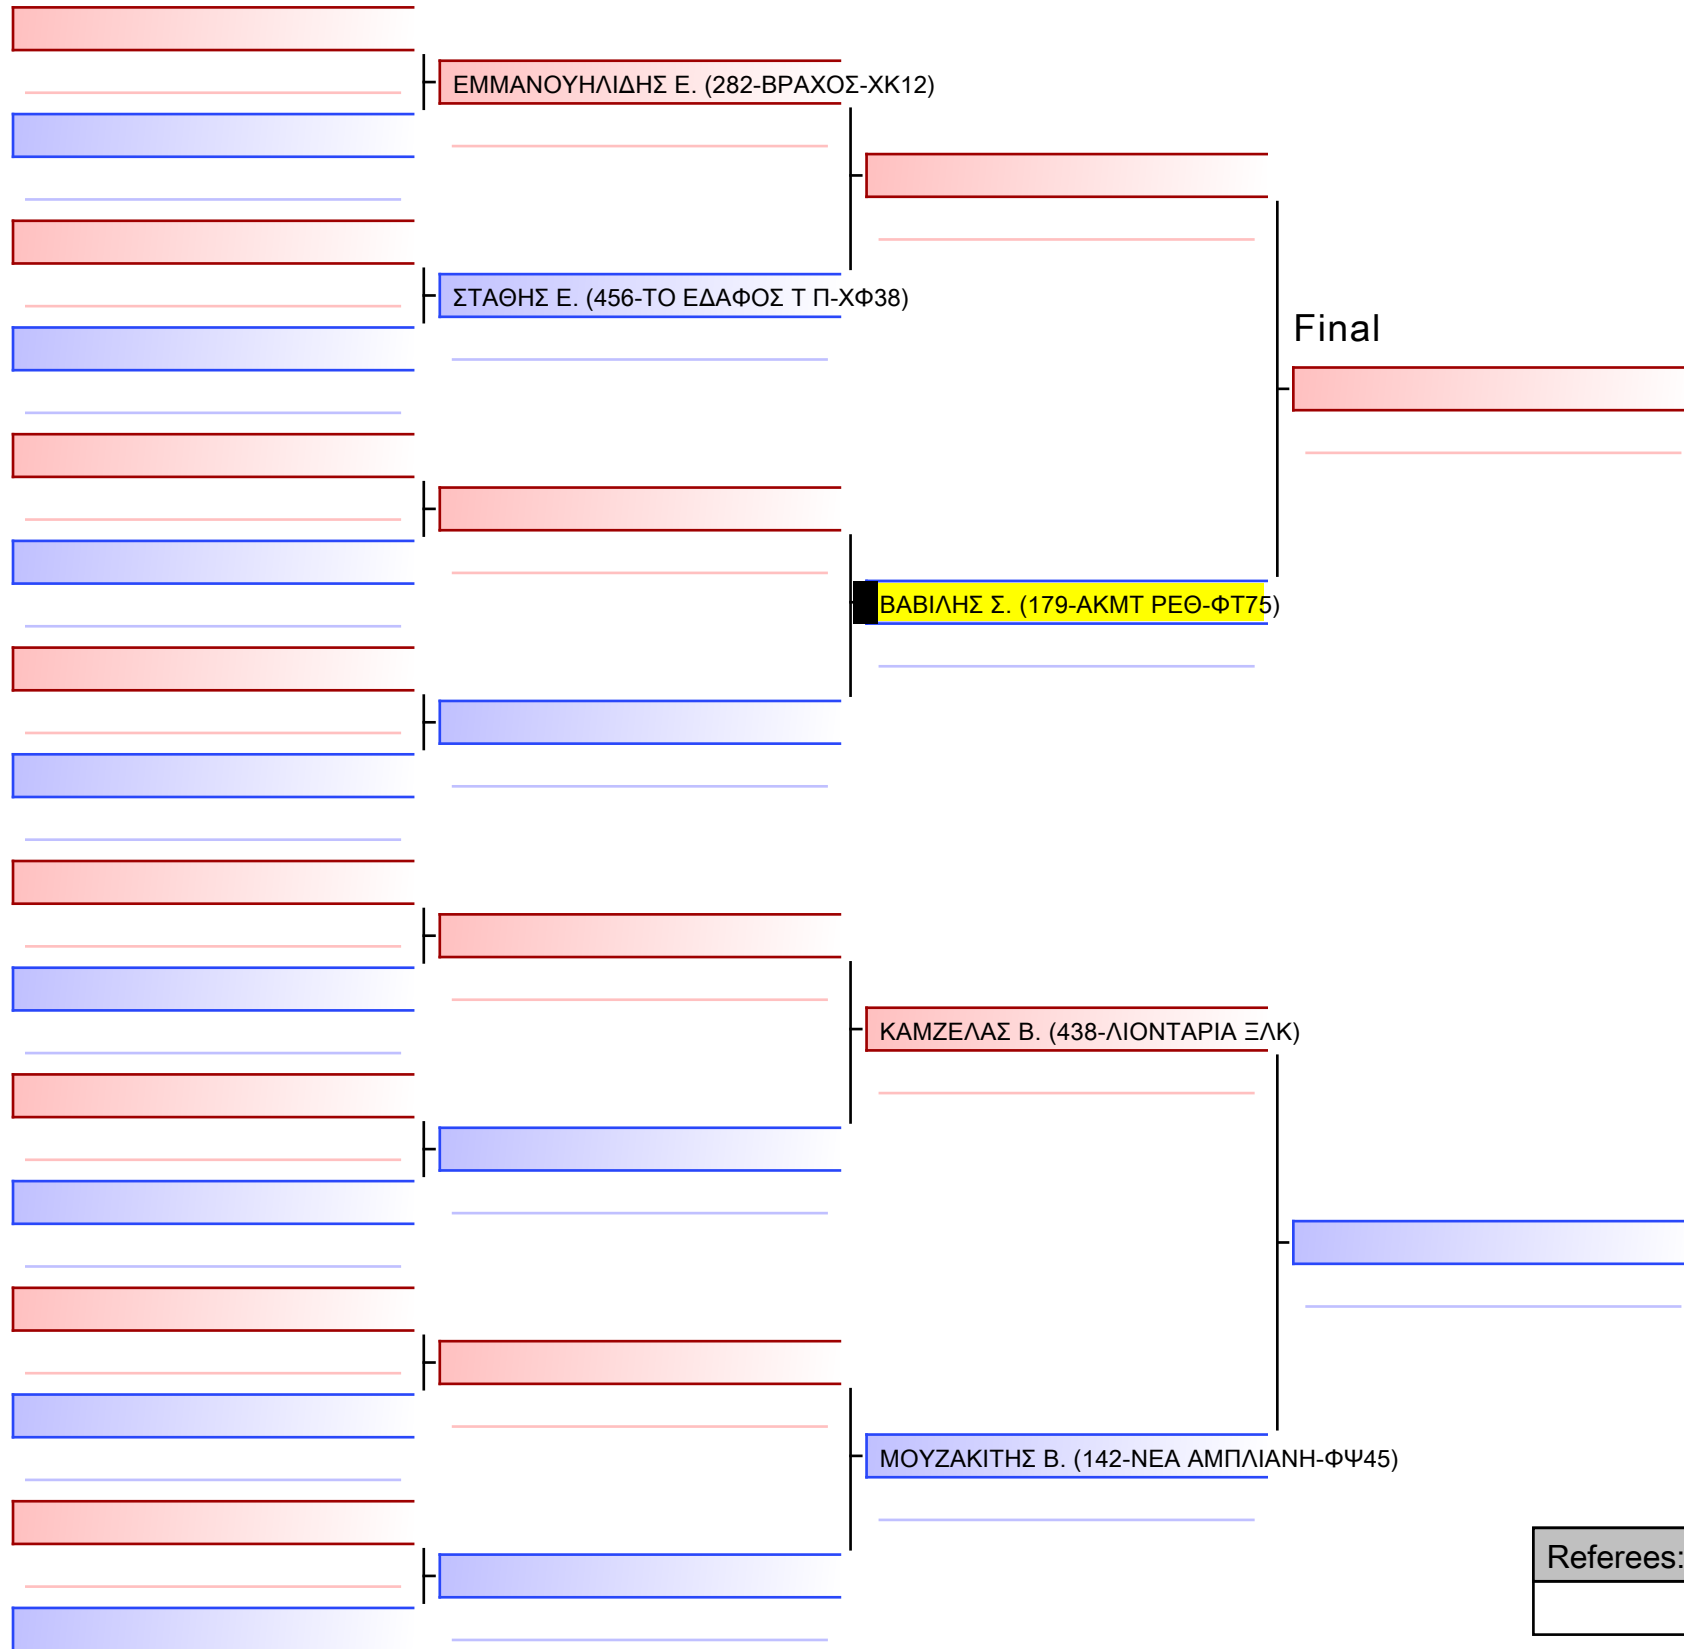 ΕΜΜΑΝΟΥΗΛΙΔΗΣ Ε. (282-ΒΡΑΧΟΣ-ΧΚ12)
ΣΤΑΘΗΣ Ε. (456-ΤΟ ΕΔΑΦΟΣ Τ Π-ΧΦ38)
Final
ΒΑΒΙΛΗΣ Σ. (179-ΑΚΜΤ ΡΕΘ-ΦΤ75)
ΚΑΜΖΕΛΑΣ Β. (438-ΛΙΟΝΤΑΡΙΑ ΞΛΚ)
ΜΟΥΖΑΚΙΤΗΣ Β. (142-ΝΕΑ ΑΜΠΛΙΑΝΗ-ΦΨ45)
Referees: